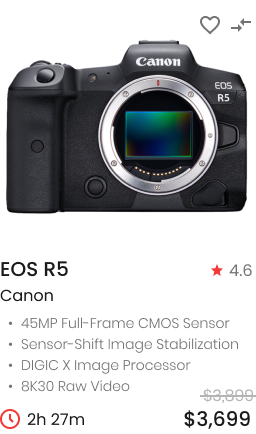 Canon
EOS
R5
EOS R5
4.6
Canon
• 45MP Full-Frame CMOS Sensor
• Sensor-Shift Image Stabilization
• DIGIC X Image Processor
• 8K30 Raw Video
$3,899
2h 27m
$3,699